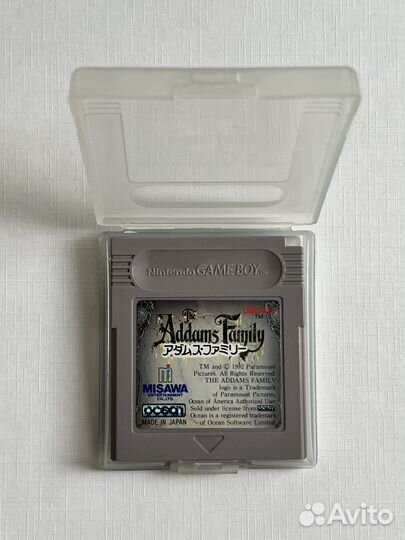 Nintendo GAME BOY TM
The
Addams Family
TM
アダムス・ファミリー
TM and © 1992 Paramount
Pictures. All Rights Reserved
THE ADDAMS FAMILY
logo is a Trademark
of Paramount Pictures.
Ocean of America Authorized User
Sold under license from ocean
Ocean is a registered trademark
of Ocean Software Limited
MISAWA
ENTERTAINMENT
CO.,LTD.
ocean
MADE IN JAPAN
Avito